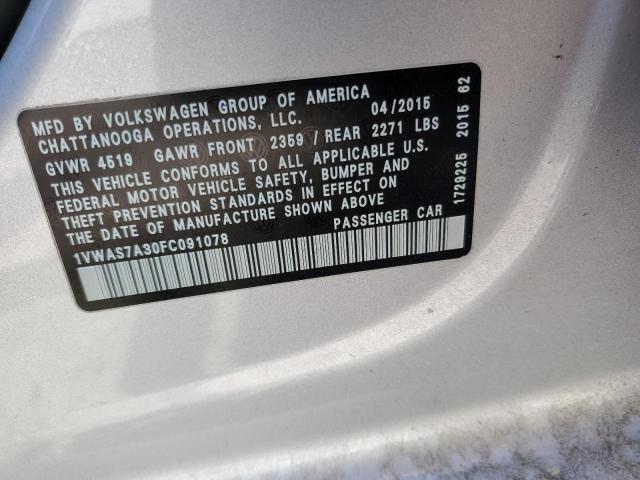 MFD BY VOLKSWAGEN GROUP OF AMERICA 04/2015
CHATTANOOGA OPERATIONS, LLC.
GVWR 4519 GAWR FRONT 2359 / REAR 2271 LBS
THIS VEHICLE CONFORMS TO ALL APPLICABLE U.S.
FEDERAL MOTOR VEHICLE SAFETY, BUMPER AND
THEFT PREVENTION STANDARDS IN EFFECT ON
THE DATE OF MANUFACTURE SHOWN ABOVE
1VWAS7A30FC091078 PASSENGER CAR
1729225 2015 62